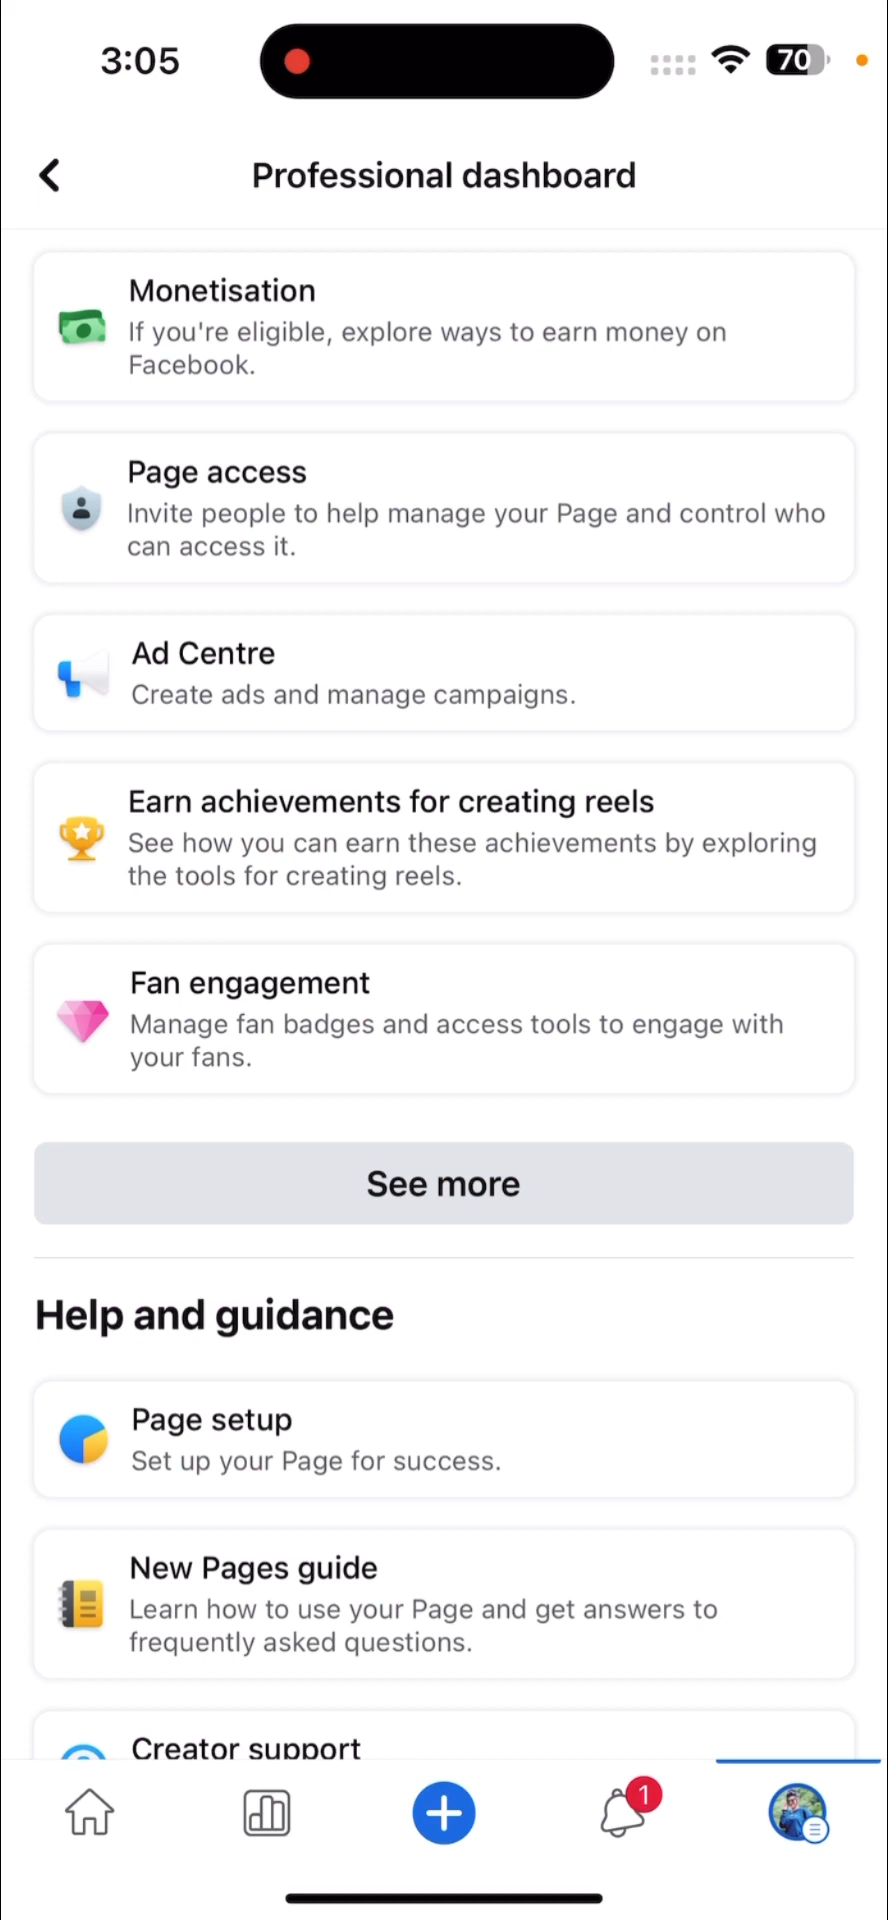 3:05
70
Professional dashboard
Monetisation
If you're eligible, explore ways to earn money on
Facebook.
Page access
Invite people to help manage your Page and control who
can access it.
Ad Centre
Create ads and manage campaigns.
Earn achievements for creating reels
See how you can earn these achievements by exploring
the tools for creating reels.
Fan engagement
Manage fan badges and access tools to engage with
your fans.
See more
Help and guidance
Page setup
Set up your Page for success.
New Pages guide
Learn how to use your Page and get answers to
frequently asked questions.
Creator support
1